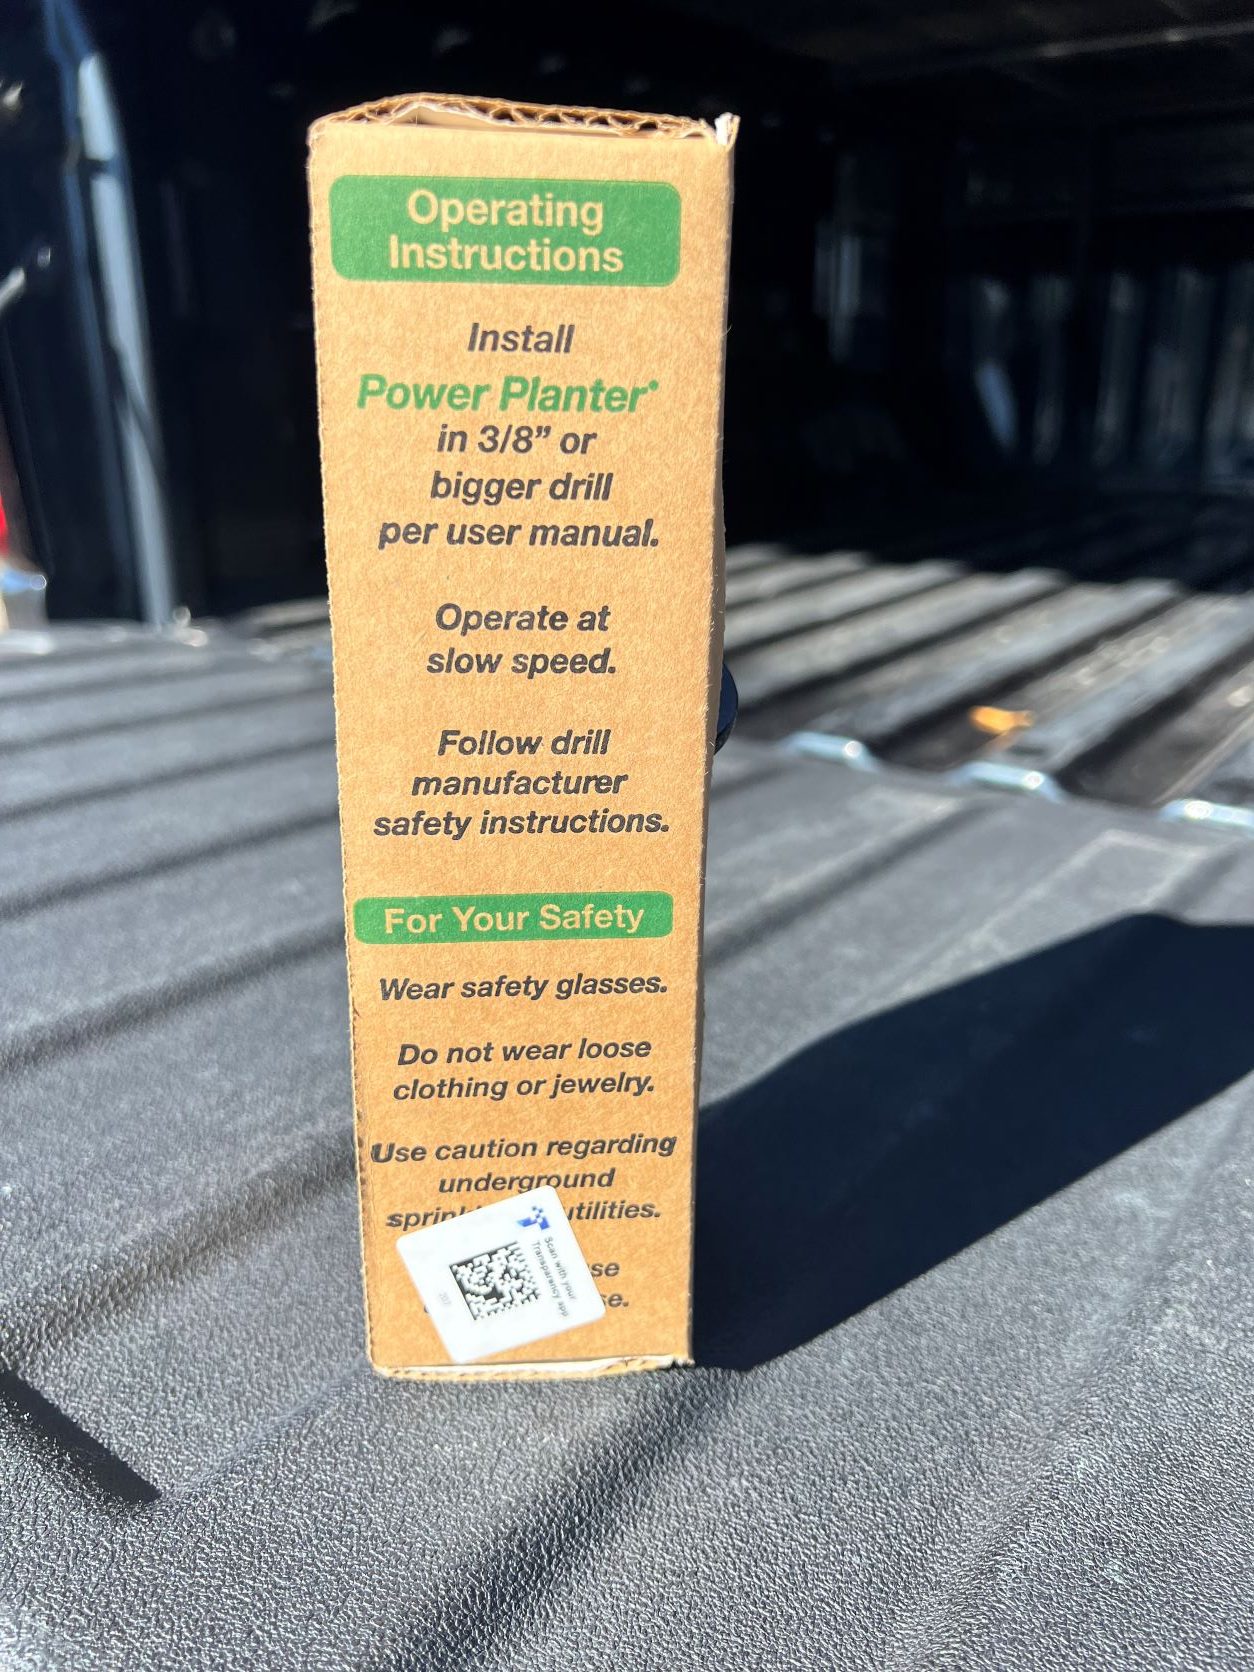 Operating
Instructions
Install
Power Planter®
in 3/8” or
bigger drill
per user manual.
Operate at
slow speed.
Follow drill
manufacturer
safety instructions.
For Your Safety
Wear safety glasses.
Do not wear loose
clothing or jewelry.
Use caution regarding
underground
utilities.
Scan with your
Transparency app